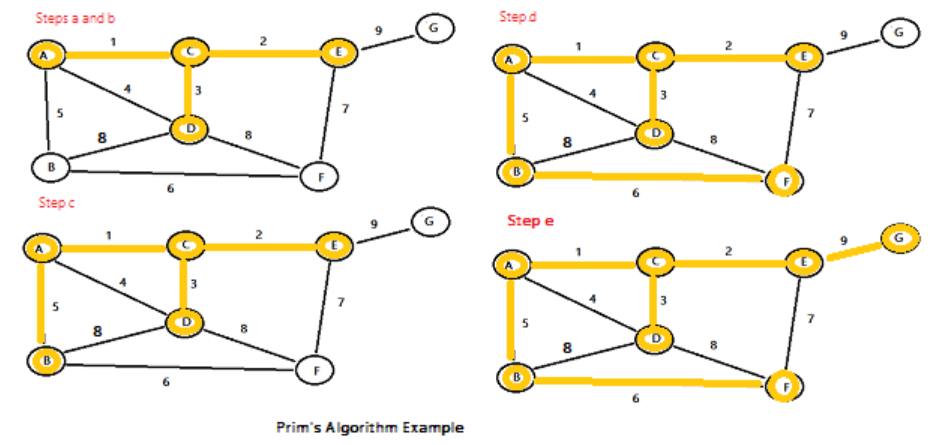 Steps a and b
A
1
C
2
E
9
G
5
4
3
7
8
D
8
B
6
F
Step d
A
1
C
2
E
9
G
5
4
3
7
8
D
8
B
6
F
Step c
A
1
C
2
E
9
G
5
4
3
7
8
D
8
B
6
F
Step e
A
1
C
2
E
9
G
5
4
3
7
8
D
8
B
6
F
Prim's Algorithm Example